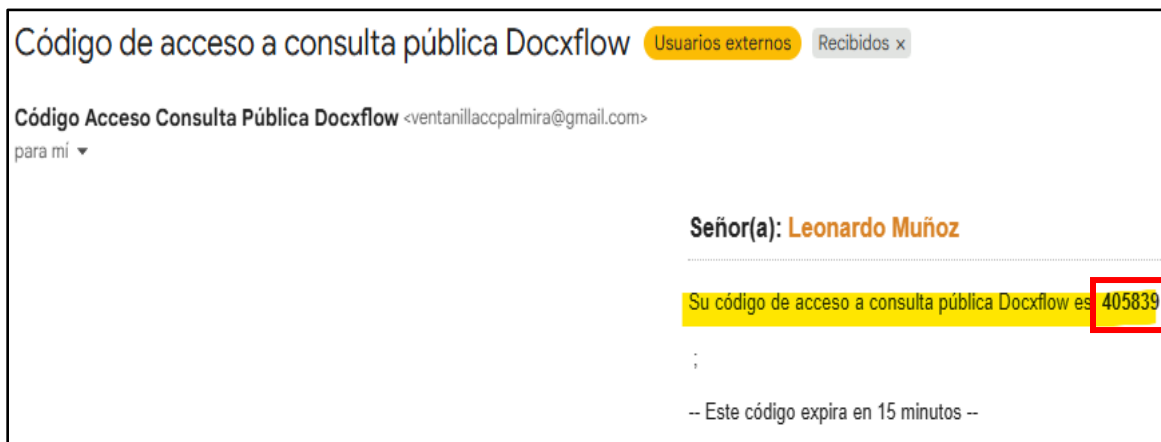 Código de acceso a consulta pública Docxflow Usuarios externos Recibidos x
Código Acceso Consulta Pública Docxflow <ventanillaccpalmira@gmail.com>
para mí
Señor(a): Leonardo Muñoz
Su código de acceso a consulta pública Docxflow es 405839
;
-- Este código expira en 15 minutos --